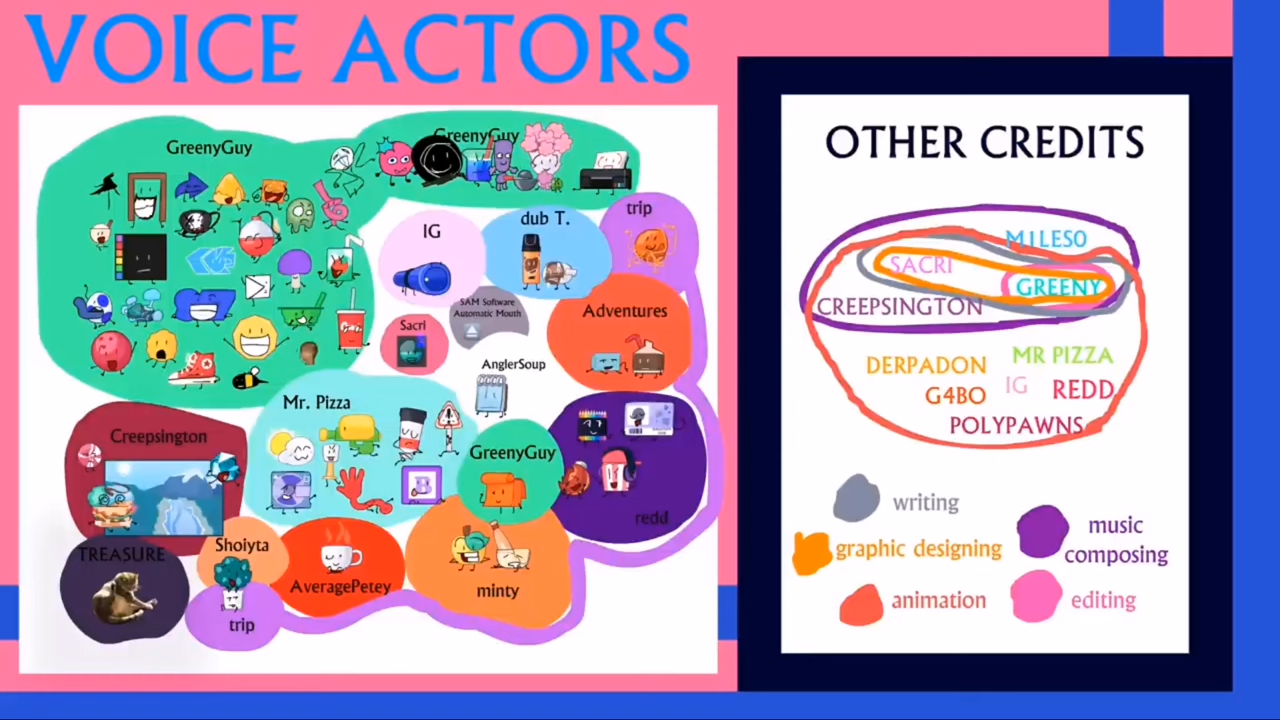 VOICE ACTORS
GreenyGuy
GreenyGuy
trip
IG
dub T.
SAM Software
Automatic Mouth
Sacri
Adventures
AnglerSoup
Mr. Pizza
Creepsington
GreenyGuy
redd
TREASURE
Shoiyta
AveragePetey
minty
trip
B
OTHER CREDITS
MILESO
SACRI
GREENY
CREEPSINGTON
DERPADON
MR PIZZA
G4BO
IG
REDD
POLYPAWNS
writing
graphic designing
music
composing
animation
editing